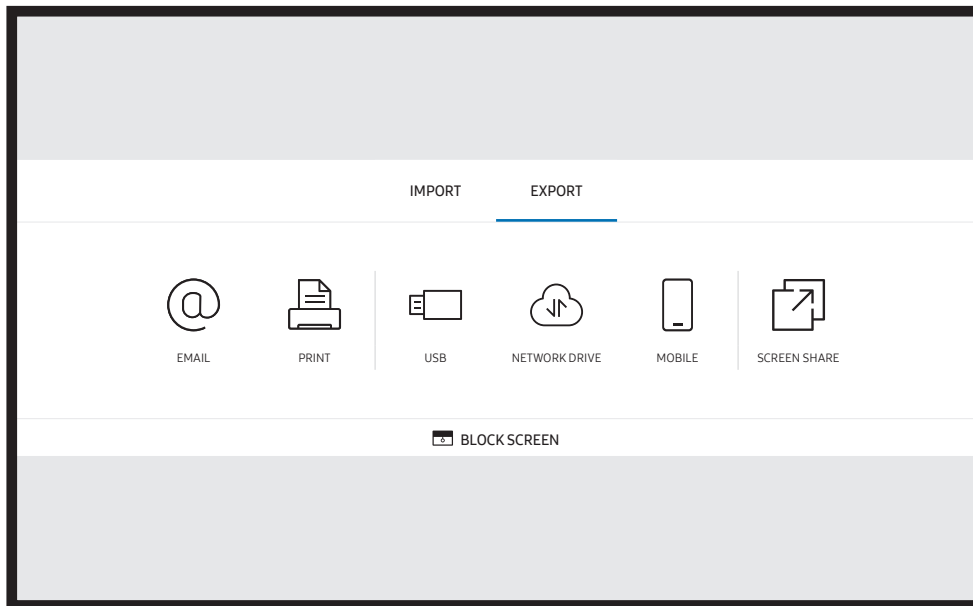 IMPORT EXPORT
EMAIL PRINT USB NETWORK DRIVE MOBILE SCREEN SHARE
BLOCK SCREEN